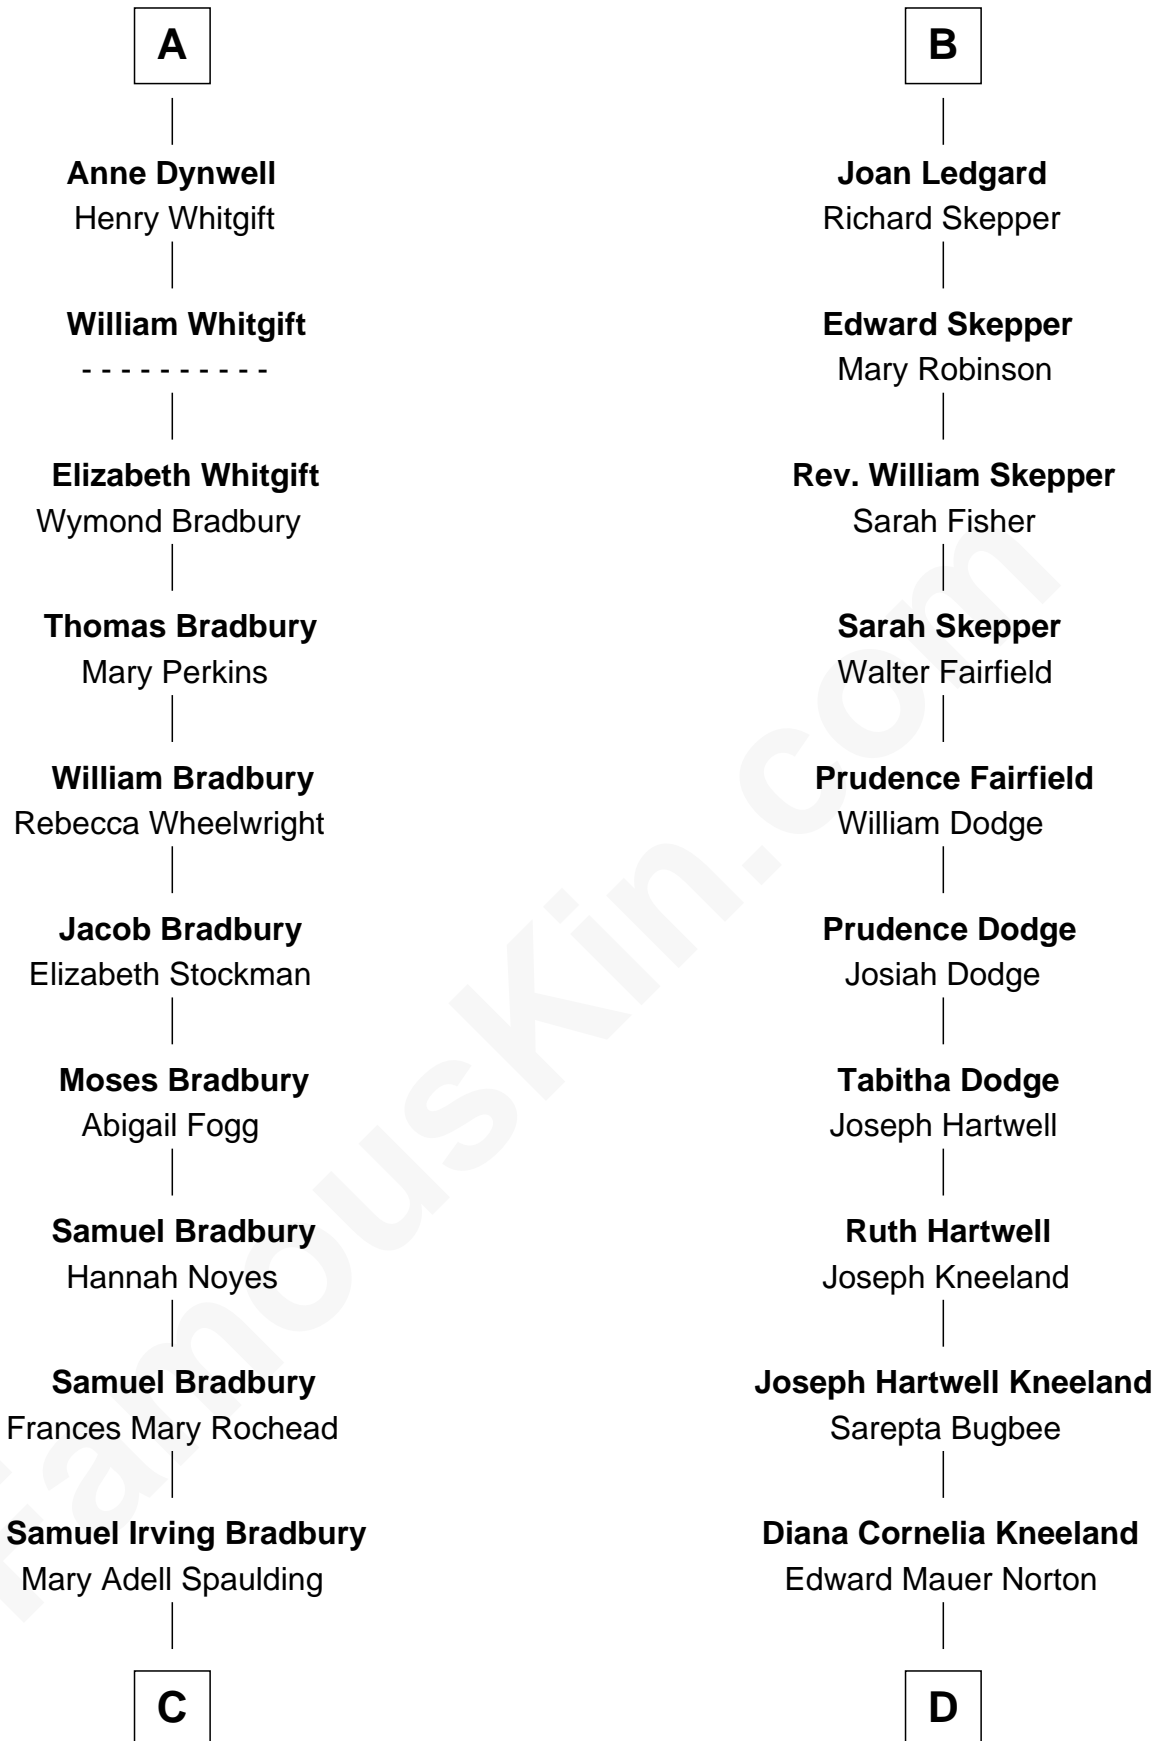 A
Anne Dynwell
Henry Whitgift
William Whitgift
- - - - - - - - - -
Elizabeth Whitgift
Wymond Bradbury
Thomas Bradbury
Mary Perkins
William Bradbury
Rebecca Wheelwright
Jacob Bradbury
Elizabeth Stockman
Moses Bradbury
Abigail Fogg
Samuel Bradbury
Hannah Noyes
Samuel Bradbury
Frances Mary Rochead
Samuel Irving Bradbury
Mary Adell Spaulding
C
B
Joan Ledgard
Richard Skepper
Edward Skepper
Mary Robinson
Rev. William Skepper
Sarah Fisher
Sarah Skepper
Walter Fairfield
Prudence Fairfield
William Dodge
Prudence Dodge
Josiah Dodge
Tabitha Dodge
Joseph Hartwell
Ruth Hartwell
Joseph Kneeland
Joseph Hartwell Kneeland
Sarepta Bugbee
Diana Cornelia Kneeland
Edward Mauer Norton
D
FamousKin.com